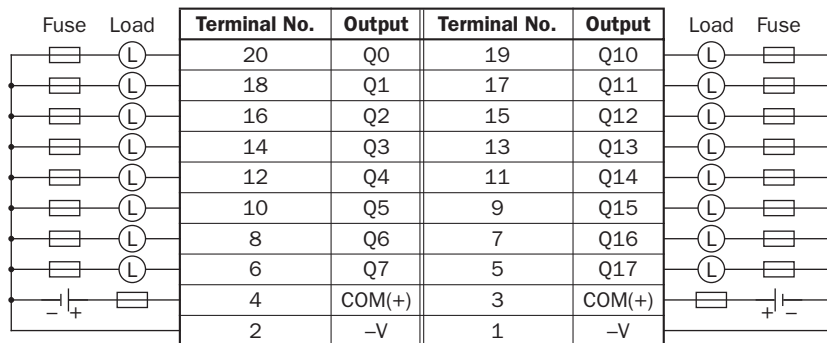 Fuse Load Terminal No. Output Terminal No. Output Load Fuse
L 20 Q0 19 Q10 L
L 18 Q1 17 Q11 L
L 16 Q2 15 Q12 L
L 14 Q3 13 Q13 L
L 12 Q4 11 Q14 L
L 10 Q5 9 Q15 L
L 8 Q6 7 Q16 L
L 6 Q7 5 Q17 L
– + 4 COM(+) 3 COM(+) + –
2 –V 1 –V